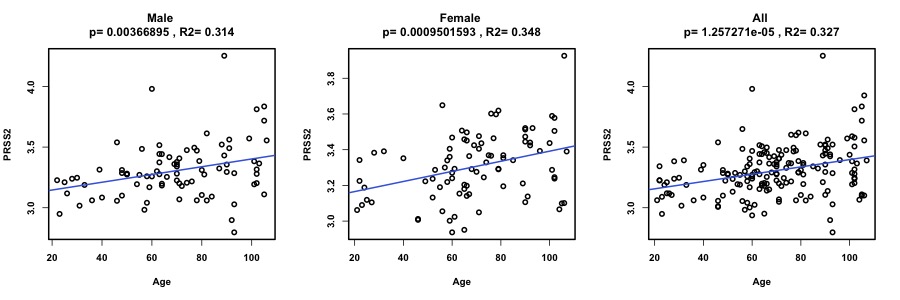 Male
p= 0.00366895 , R2= 0.314
PRSS2
4.0
3.5
3.0
20 40 60 80 100
Age
Female
p= 0.0009501593 , R2= 0.348
PRSS2
3.8
3.6
3.4
3.2
3.0
20 40 60 80 100
Age
All
p= 1.257271e-05 , R2= 0.327
PRSS2
4.0
3.5
3.0
20 40 60 80 100
Age